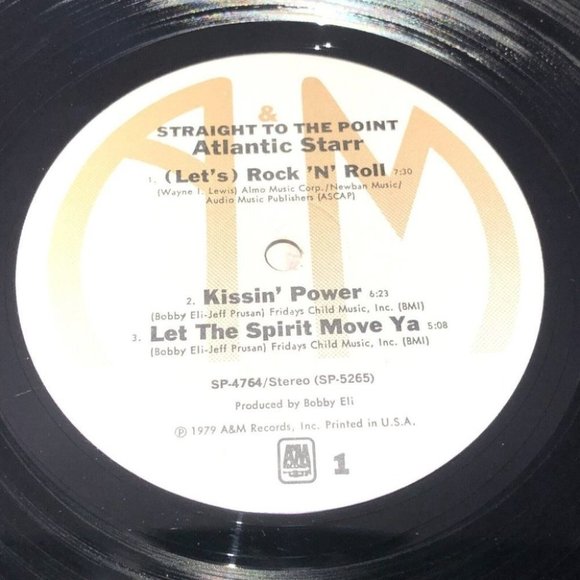 &
STRAIGHT TO THE POINT
Atlantic Starr
1. (Let's) Rock 'N' Roll 7:30
(Wayne I. Lewis) Almo Music Corp./Newban Music/
Audio Music Publishers (ASCAP)
A M
2. Kissin' Power 6:23
(Bobby Eli-Jeff Prusan) Fridays Child Music, Inc. (BMI)
3. Let The Spirit Move Ya 5:08
(Bobby Eli-Jeff Prusan) Fridays Child Music, Inc. (BMI)
SP-4764/Stereo (SP-5265)
Produced by Bobby Eli
℗ 1979 A&M Records, Inc. Printed in U.S.A.
A&M
1